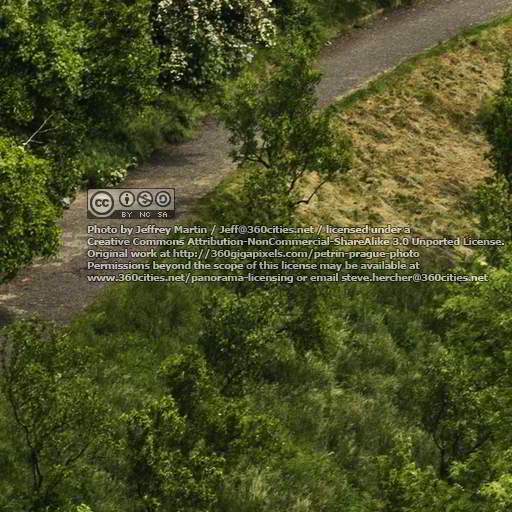 cc BY NC SA
Photo by Jeffrey Martin / Jeff@360cities.net / licensed under a
Creative Commons Attribution-NonCommercial-ShareAlike 3.0 Unported License.
Original work at http://360gigapixels.com/petrin-prague-photo
Permissions beyond the scope of this license may be available at
www.360cities.net/panorama-licensing or email steve.hercher@360cities.net